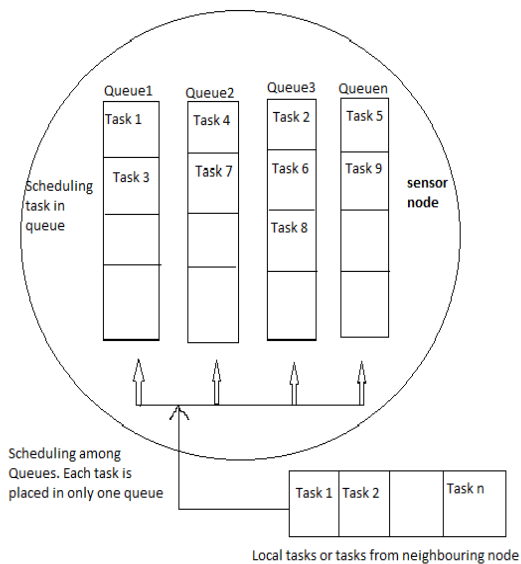 Queue1 Queue2 Queue3 Queuen
Task 1 Task 4 Task 2 Task 5
Task 3 Task 7 Task 6 Task 9
Task 8
Scheduling
task in
queue
sensor
node
Scheduling among
Queues. Each task is
placed in only one queue
Task 1 Task 2 Task n
Local tasks or tasks from neighbouring node